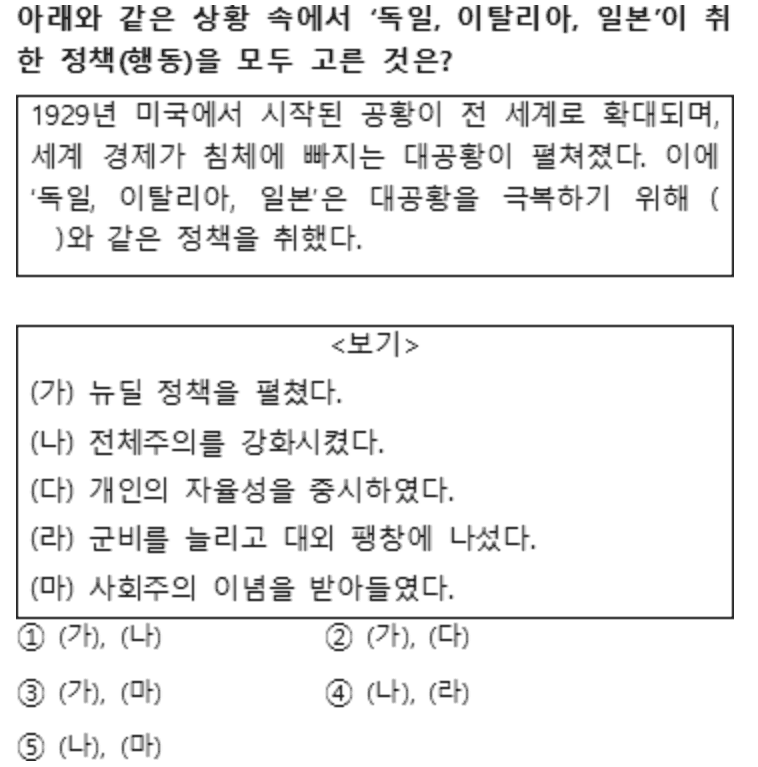 아래와 같은 상황 속에서 ‘독일, 이탈리아, 일본’이 취
한 정책(행동)을 모두 고른 것은?
1929년 미국에서 시작된 공황이 전 세계로 확대되며,
세계 경제가 침체에 빠지는 대공황이 펼쳐졌다. 이에
‘독일, 이탈리아, 일본’은 대공황을 극복하기 위해 (
)와 같은 정책을 취했다.
<보기>
(가) 뉴딜 정책을 펼쳤다.
(나) 전체주의를 강화시켰다.
(다) 개인의 자율성을 중시하였다.
(라) 군비를 늘리고 대외 팽창에 나섰다.
(마) 사회주의 이념을 받아들였다.
① (가), (나) ② (가), (다)
③ (가), (마) ④ (나), (라)
⑤ (나), (마)